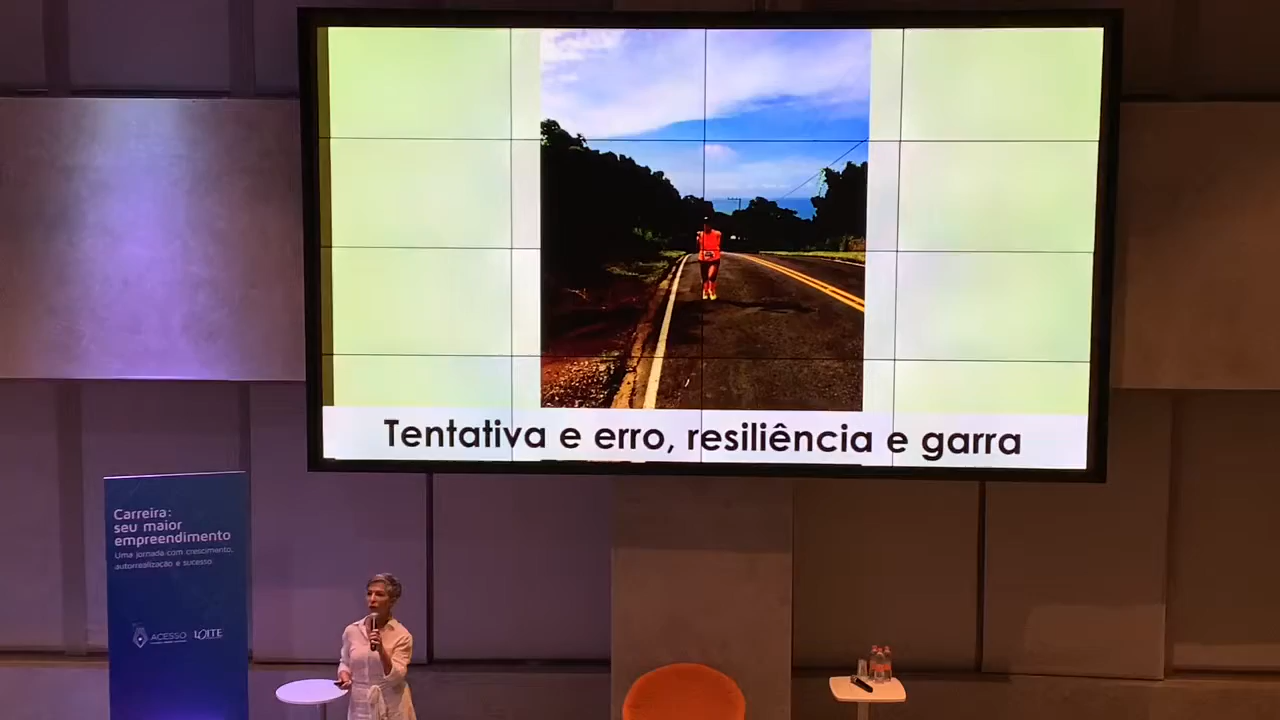 Tentativa e erro, resiliência e garra
Carreira:
seu maior
empreendimento
Uma jornada com crescimento,
autorrealização e sucesso.
ACESSO
LOITE